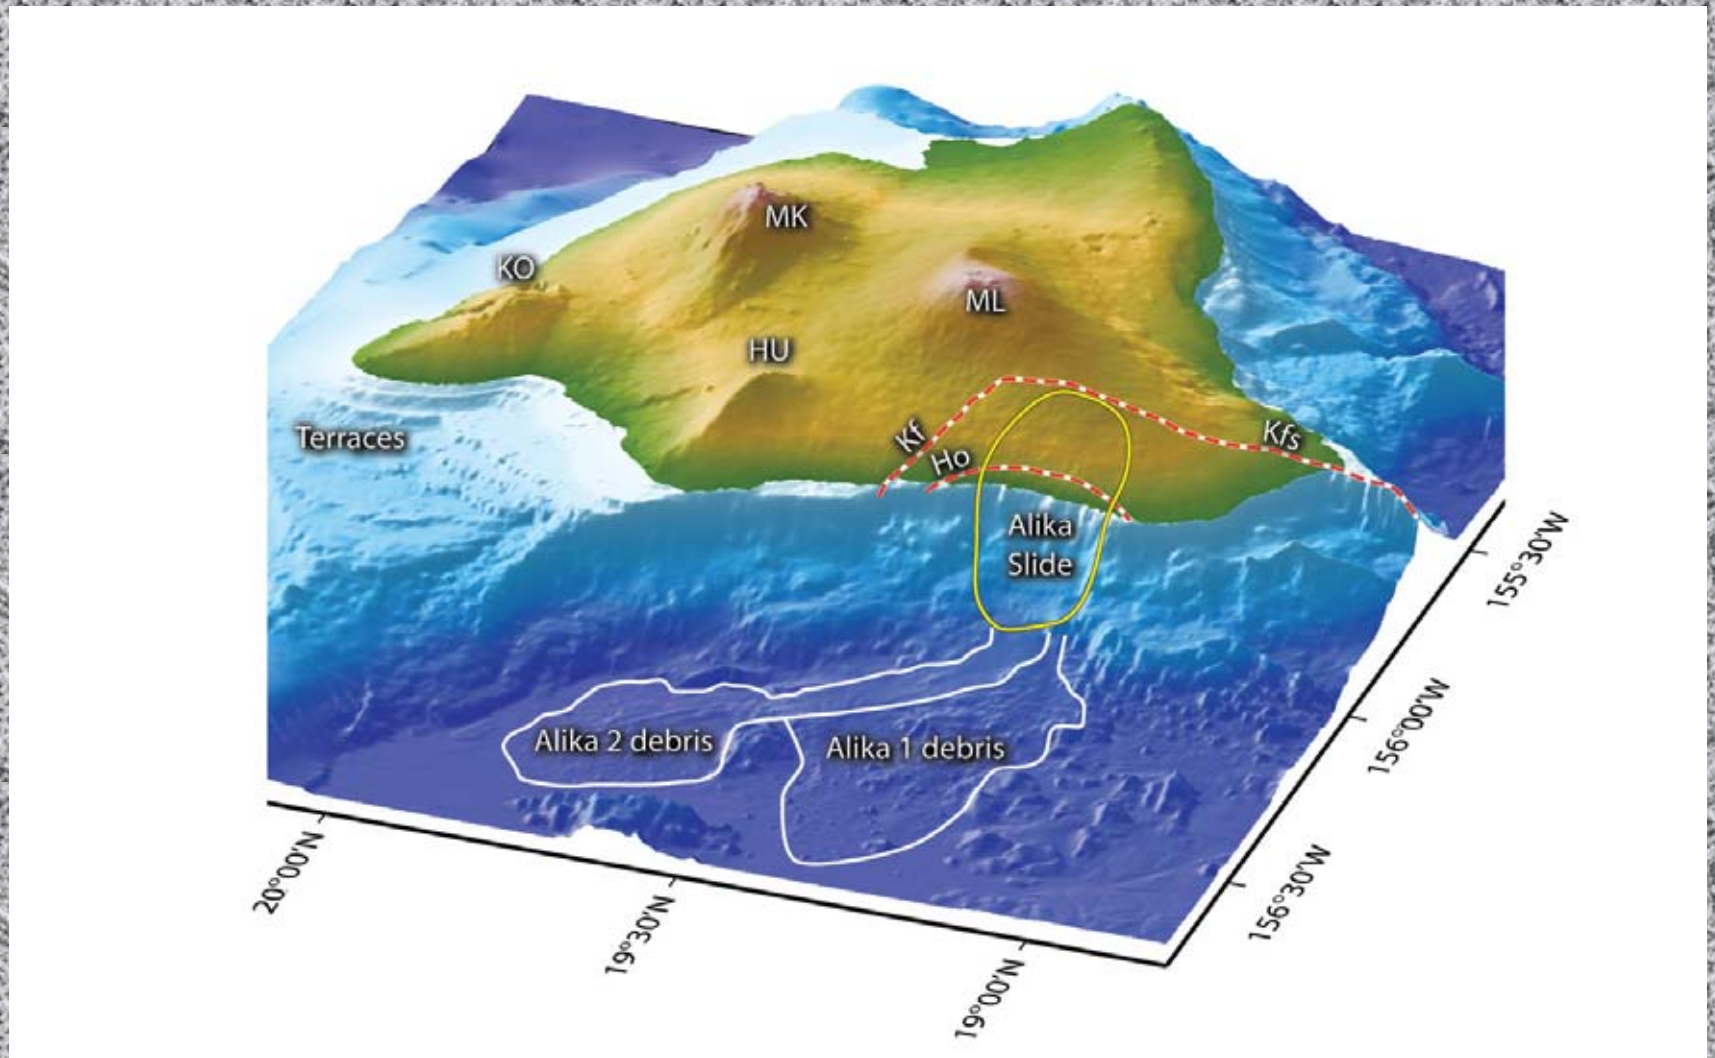 MK
KO
ML
HU
Terraces
Kf
Ho
Kfs
Alika
Slide
Alika 2 debris
Alika 1 debris
20°00'N
19°30'N
19°00'N
156°30'W
156°00'W
155°30'W